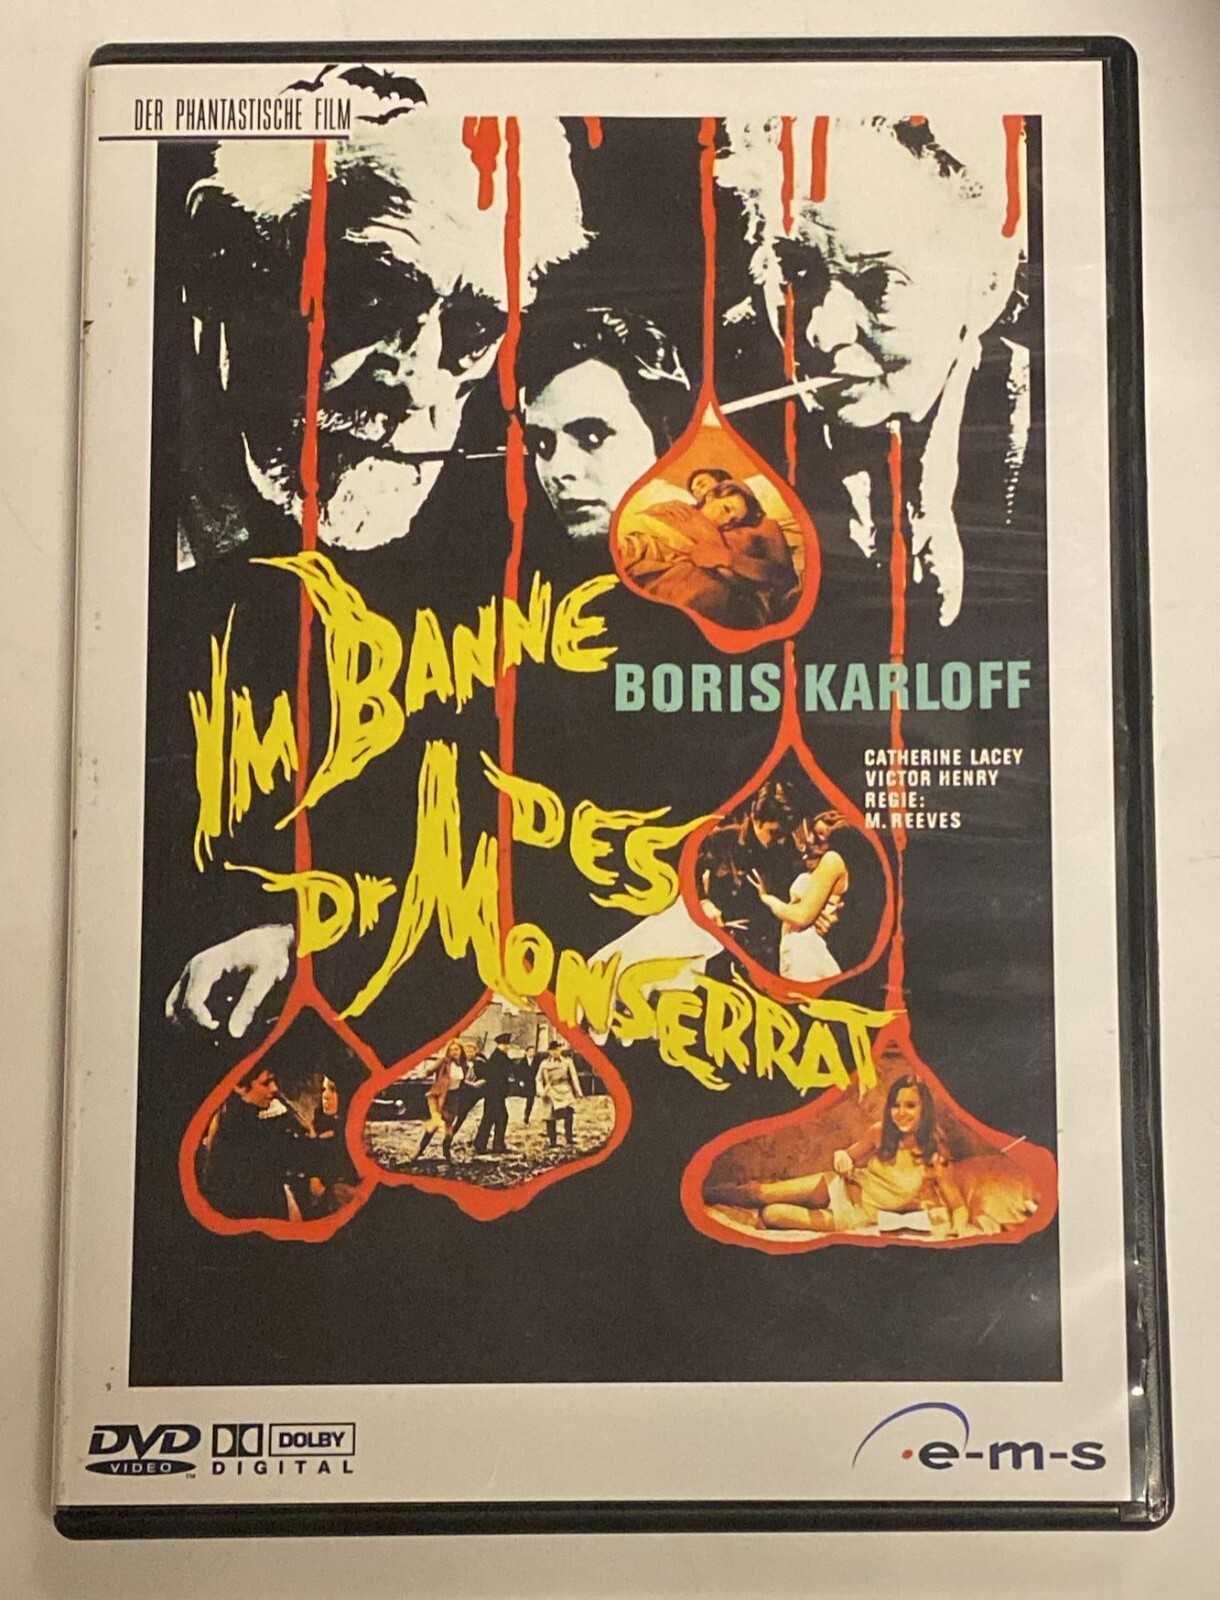 DER PHANTASTISCHE FILM
IM BANNE
DES
DR MONSERRAT
BORIS KARLOFF
CATHERINE LACEY
VICTOR HENRY
REGIE:
M. REEVES
DVD
VIDEO
TM
DOLBY
DIGITAL
e-m-s